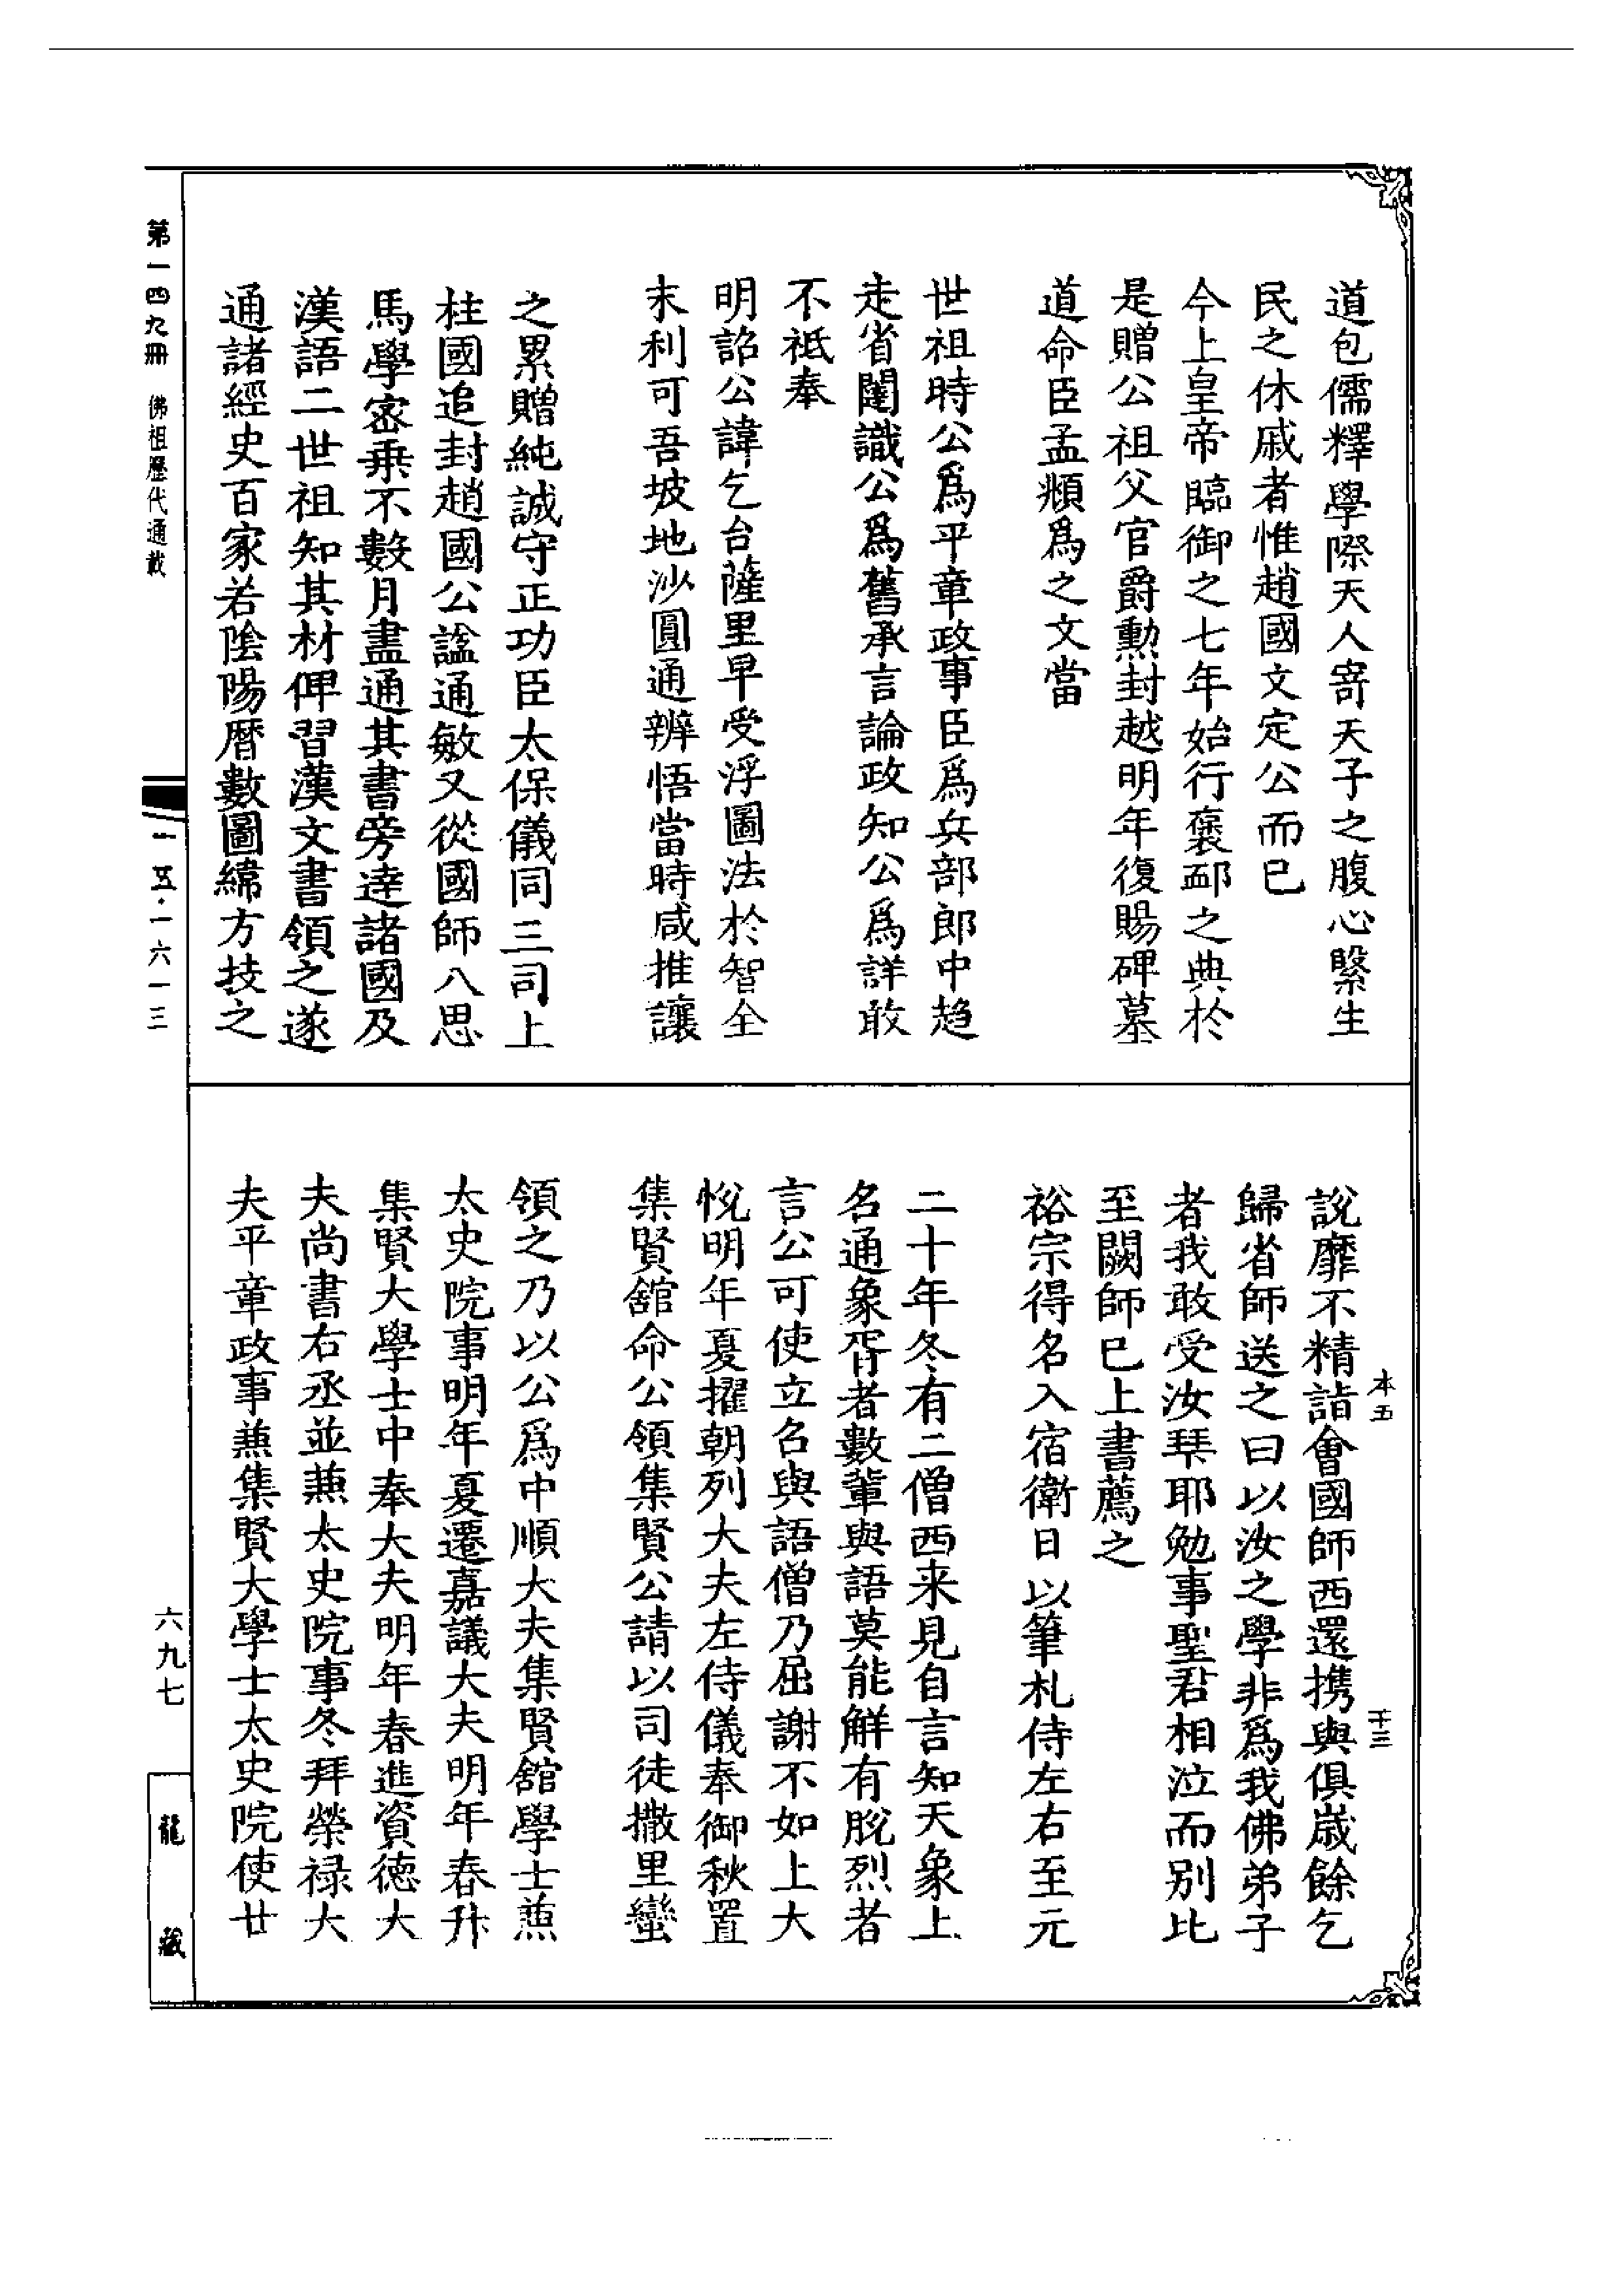 道包儒釋學際天人寄天子之腹心繫生
民之休戚者惟趙國文定公而已
今上皇帝臨御之七年始行褒邺之典於
是贈公祖父官爵勲封越明年復賜碑墓
道命臣孟頫爲之文當
世祖時公爲平章政事臣爲兵部郎中趋
走省闥識公爲舊承言論政知公爲詳敢
不祗奉
明詔公諱乞台薩里早受浮圖法於智全
末利可吾坡地沙圓通辨悟當時咸推讓
之累贈純誠守正功臣太保儀同三司上
柱國追封趙國公謚通敏又從國師八思
馬學宻乗不數月盡通其書旁逹諸國及
漢語二世祖知其材俾習漢文書領之遂
通諸經史百家若陰陽曆數圖緯方技之
說靡不精詣會國師西還携與俱嵗餘乞
歸省師送之曰以汝之學非爲我佛弟子
者我敢受汝拜耶勉事聖君相泣而别比
至闕師已上書薦之
裕宗得名入宿衛日以筆札侍左右至元
二十年冬有二僧西来見自言知天象上
名通象胥者數輩與語莫能解有脫烈者
言公可使立名與語僧乃屈謝不如上大
悅明年夏擢朝列大夫左侍儀奉御秋置
集賢舘命公領集賢公請以司徒撒里蠻
領之乃以公爲中順大夫集賢舘學士兼
太史院事明年夏遷嘉議大夫明年春升
集賢大學士中奉大夫明年春進資德大
夫尚書右丞並兼太史院事冬拜榮禄大
夫平章政事兼集賢大學士太史院使廿
本五
十三
第一四九冊 佛祖歷代通載
一五·一六一三
六九七
龍藏